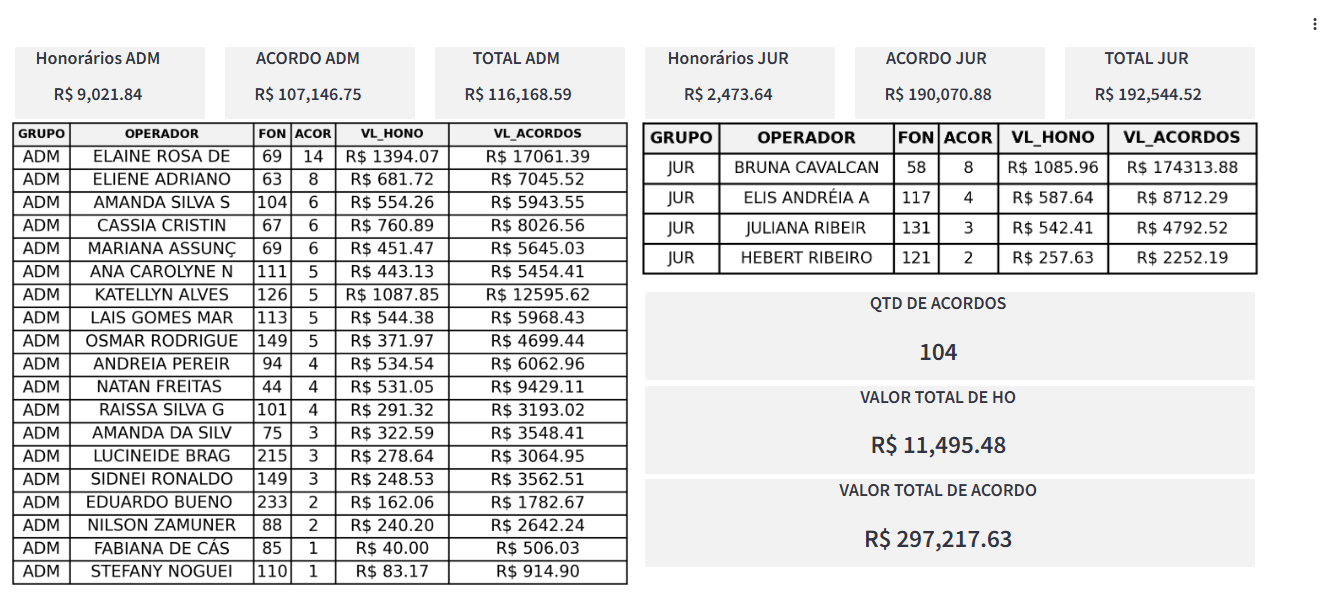 Honorários ADM
R$ 9,021.84
ACORDO ADM
R$ 107,146.75
TOTAL ADM
R$ 116,168.59
Honorários JUR
R$ 2,473.64
ACORDO JUR
R$ 190,070.88
TOTAL JUR
R$ 192,544.52
GRUPO OPERADOR FON ACOR VL_HONO VL_ACORDOS
ADM ELAINE ROSA DE 69 14 R$ 1394.07 R$ 17061.39
ADM ELIENE ADRIANO 63 8 R$ 681.72 R$ 7045.52
ADM AMANDA SILVA S 104 6 R$ 554.26 R$ 5943.55
ADM CASSIA CRISTIN 67 6 R$ 760.89 R$ 8026.56
ADM MARIANA ASSUNÇ 69 6 R$ 451.47 R$ 5645.03
ADM ANA CAROLYNE N 111 5 R$ 443.13 R$ 5454.41
ADM KATELLYN ALVES 126 5 R$ 1087.85 R$ 12595.62
ADM LAIS GOMES MAR 113 5 R$ 544.38 R$ 5968.43
ADM OSMAR RODRIGUE 149 5 R$ 371.97 R$ 4699.44
ADM ANDREIA PEREIR 94 4 R$ 534.54 R$ 6062.96
ADM NATAN FREITAS 44 4 R$ 531.05 R$ 9429.11
ADM RAISSA SILVA G 101 4 R$ 291.32 R$ 3193.02
ADM AMANDA DA SILV 75 3 R$ 322.59 R$ 3548.41
ADM LUCINEIDE BRAG 215 3 R$ 278.64 R$ 3064.95
ADM SIDNEI RONALDO 149 3 R$ 248.53 R$ 3562.51
ADM EDUARDO BUENO 233 2 R$ 162.06 R$ 1782.67
ADM NILSON ZAMUNER 88 2 R$ 240.20 R$ 2642.24
ADM FABIANA DE CÁS 85 1 R$ 40.00 R$ 506.03
ADM STEFANY NOGUEI 110 1 R$ 83.17 R$ 914.90
GRUPO OPERADOR FON ACOR VL_HONO VL_ACORDOS
JUR BRUNA CAVALCAN 58 8 R$ 1085.96 R$ 174313.88
JUR ELIS ANDRÉIA A 117 4 R$ 587.64 R$ 8712.29
JUR JULIANA RIBEIR 131 3 R$ 542.41 R$ 4792.52
JUR HEBERT RIBEIRO 121 2 R$ 257.63 R$ 2252.19
QTD DE ACORDOS
104
VALOR TOTAL DE HO
R$ 11,495.48
VALOR TOTAL DE ACORDO
R$ 297,217.63